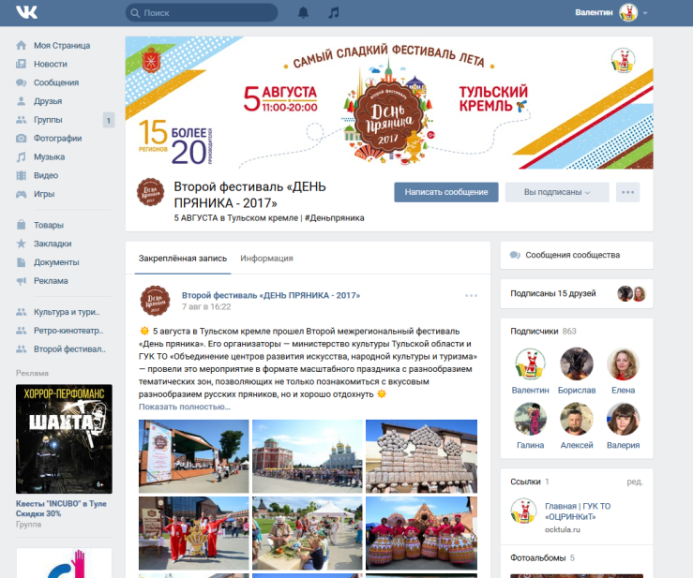 Поиск
Валентин
Моя Страница
Новости
Сообщения
Друзья
Группы
1
Фотографии
Музыка
Видео
Игры
Товары
Закладки
Документы
Реклама
Культура и тури..
Ретро-кинотеатр..
Второй фестивал..
Реклама
ХОРРОР-ПЕРФОМАНС
ШАХТА
6+
Квесты "INCUBO" в Туле
Скидки 30%
Группа
САМЫЙ СЛАДКИЙ ФЕСТИВАЛЬ ЛЕТА
5 АВГУСТА
11:00-20:00
День
Пряника
2017
ТУЛЬСКИЙ
КРЕМЛЬ
15
РЕГИОНОВ
БОЛЕЕ
20
Второй фестиваль «ДЕНЬ
ПРЯНИКА - 2017»
5 АВГУСТА в Тульском кремле | #Деньпряника
Написать сообщение
Вы подписаны
Закреплённая запись
Информация
Второй фестиваль «ДЕНЬ ПРЯНИКА - 2017»
7 авг в 16:22
5 августа в Тульском кремле прошел Второй межрегиональный фестиваль
«День пряника». Его организаторы — министерство культуры Тульской области и
ГУК ТО «Объединение центров развития искусства, народной культуры и туризма»
— провели это мероприятие в формате масштабного праздника с разнообразием
тематических зон, позволяющих не только познакомиться с вкусовым
разнообразием русских пряников, но и хорошо отдохнуть
Показать полностью...
Сообщения сообщества
Подписаны 15 друзей
Подписчики 863
Валентин
Борислав
Елена
Галина
Алексей
Валерия
Ссылки 1
ред.
Главная | ГУК ТО
«ОЦРИНКиТ»
ocktula.ru
Фотоальбомы 5